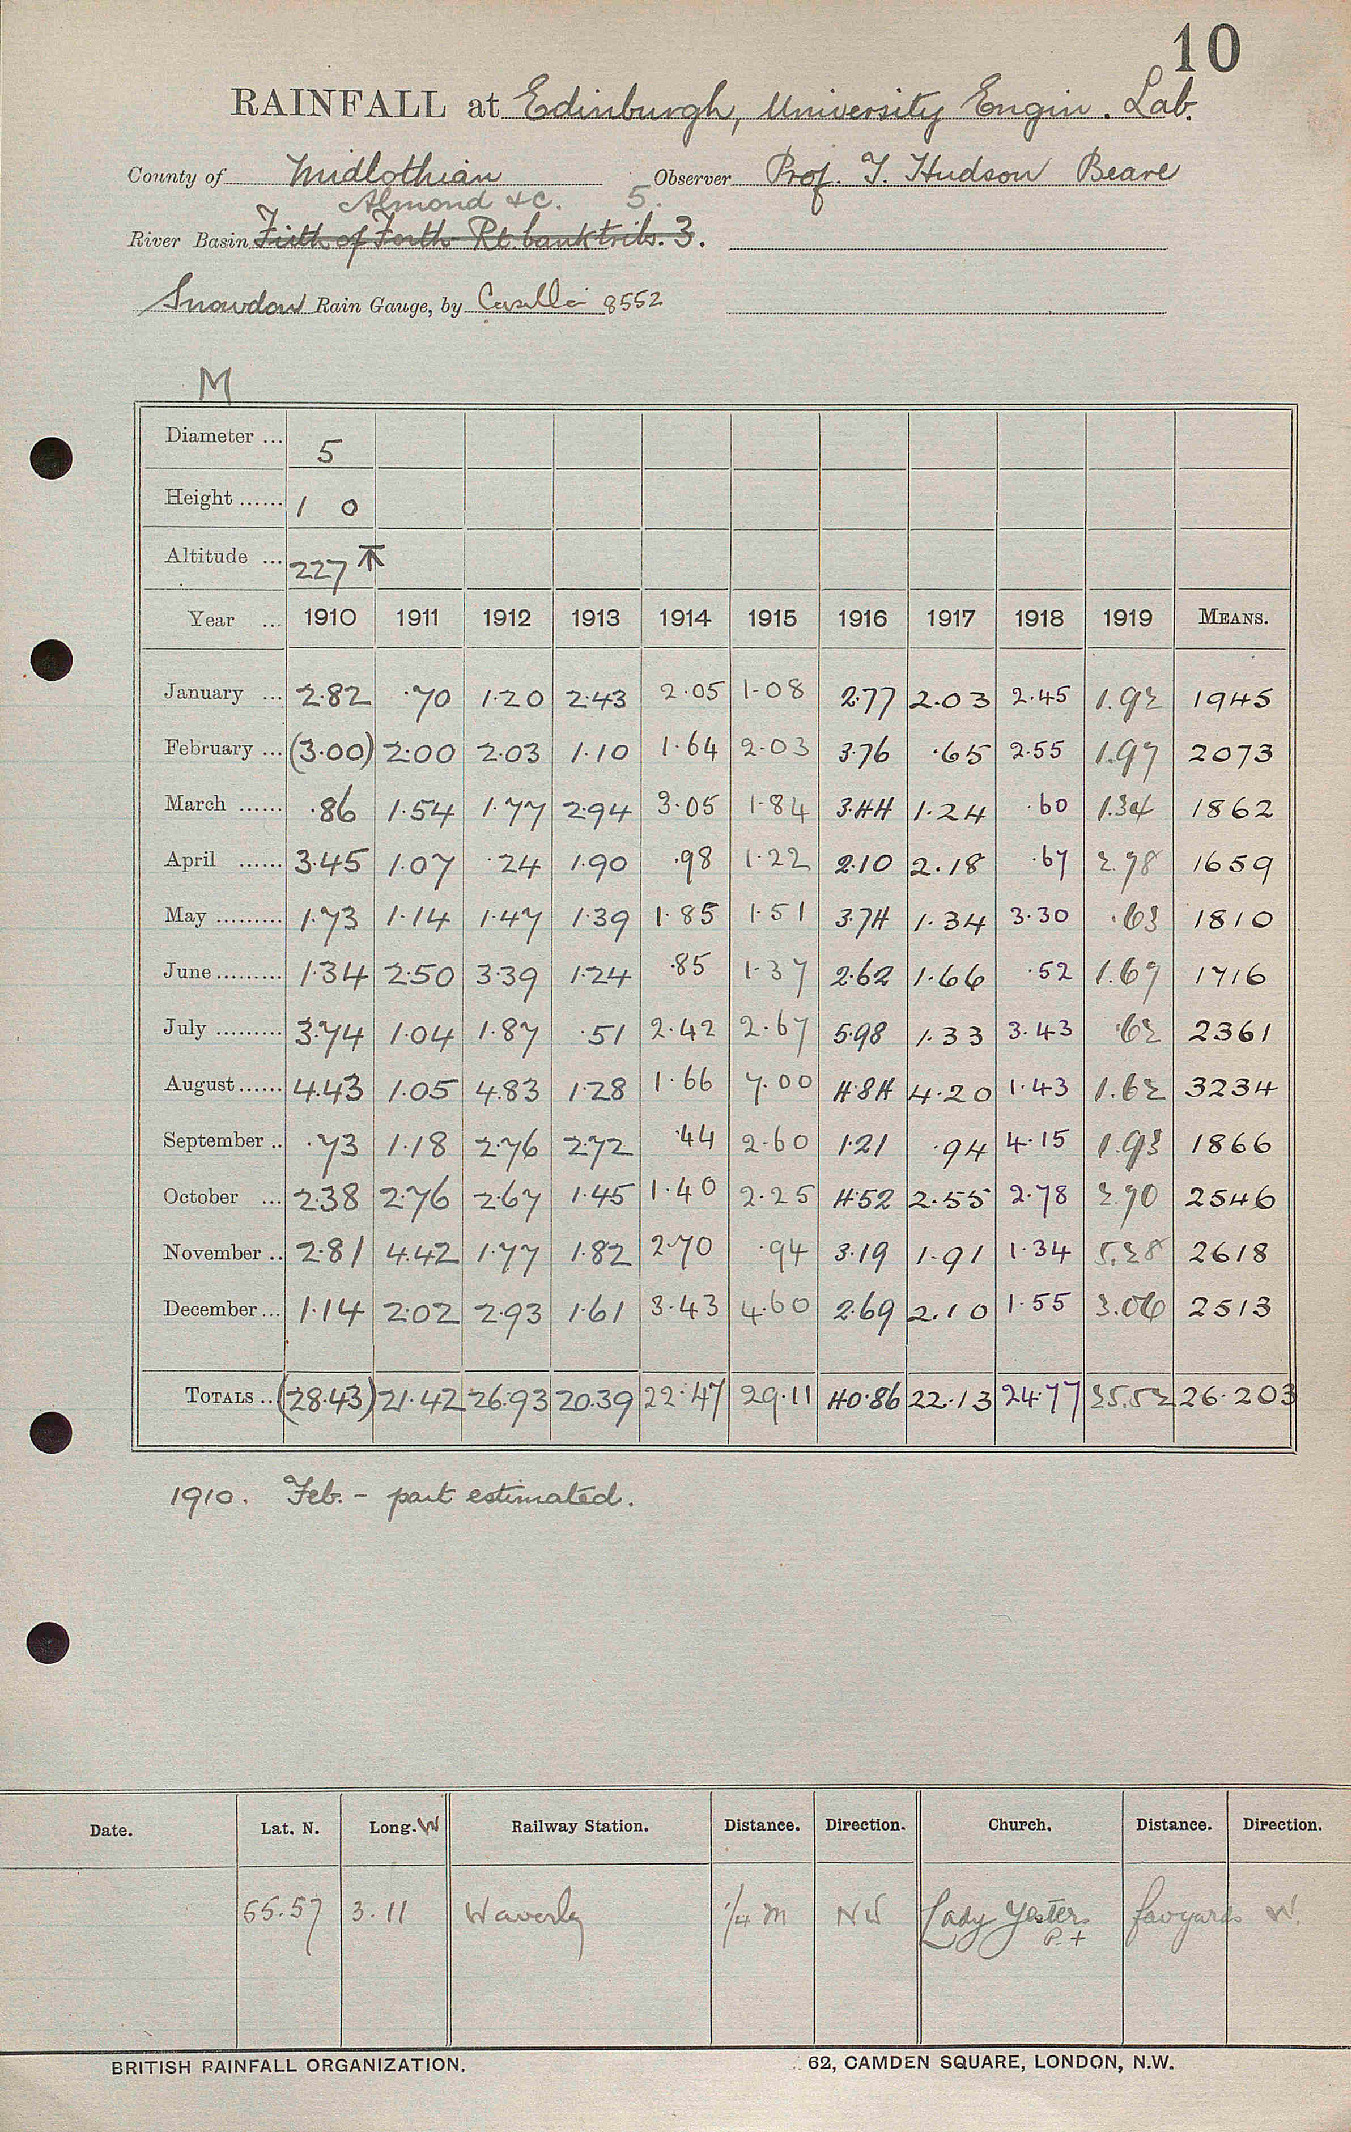 10
RAINFALL at Edinburgh, University Engin. Lab.
County of Midlothian Observer Prof. T. Hudson Beare
Almond &c. 5.
River Basin Firth of Forth Rt. bank tribs. 3.
Snowdon Rain Gauge, by Casella 8552
M
Diameter ... 5
Height ...... 1 0
Altitude ... 227
Year ... 1910 1911 1912 1913 1914 1915 1916 1917 1918 1919 MEANS.
January ... 2.82 .70 1.20 2.43 2.05 1.08 2.77 2.03 2.45 1.92 1945
February ... (3.00) 2.00 2.03 1.10 1.64 2.03 3.76 .65 2.55 1.97 2073
March ...... .86 1.54 1.77 2.94 3.05 1.84 3.44 1.24 .60 1.34 1862
April ...... 3.45 1.07 .24 1.90 .98 1.22 2.10 2.18 .67 2.78 1659
May ......... 1.73 1.14 1.47 1.39 1.85 1.51 3.74 1.34 3.30 .63 1810
June ......... 1.34 2.50 3.39 1.24 .85 1.37 2.62 1.66 .52 1.67 1716
July ......... 3.74 1.04 1.87 .51 2.42 2.67 5.98 1.33 3.43 .62 2361
August ...... 4.43 1.05 4.83 1.28 1.66 7.00 4.84 4.20 1.43 1.62 3234
September .. .73 1.18 2.76 2.72 .44 2.60 1.21 .94 4.15 1.93 1866
October ... 2.38 2.76 2.67 1.45 1.40 2.25 4.52 2.55 2.78 2.70 2546
November .. 2.81 4.42 1.77 1.82 2.70 .94 3.19 1.91 1.34 5.28 2618
December ... 1.14 2.02 2.93 1.61 3.43 4.60 2.69 2.10 1.55 3.06 2513
TOTALS .. (28.43) 21.42 26.93 20.39 22.47 29.11 40.86 22.13 24.77 25.52 26.203
1910. Feb. - part estimated.
Date. Lat. N. Long. W Railway Station. Distance. Direction. Church. Distance. Direction.
55.57 3.11 Waverly 1/4 m NW Lady Yesters few yards W.
P. +
BRITISH RAINFALL ORGANIZATION. 62, CAMDEN SQUARE, LONDON, N.W.